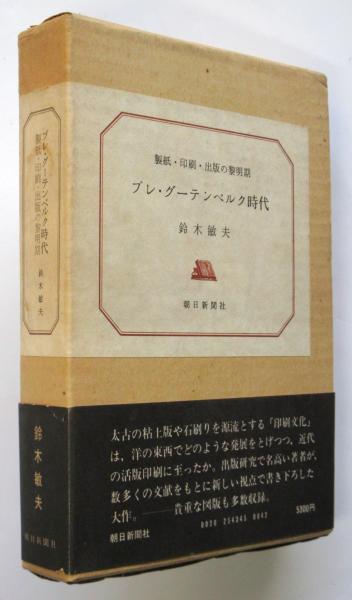 製紙・印刷・出版の黎明期
プレ・グーテンベルク時代
鈴木敏夫
朝日新聞社
プレ・グーテンベルク時代
製紙・印刷・出版の黎明期
鈴木敏夫
太古の粘土版や石刷りを源流とする「印刷文化」
は、洋の東西でどのような発展をとげつつ、近代
の活版印刷に至ったか。出版研究で名高い著者が、
数多くの文献をもとに新しい視点で書き下ろした
大作。――貴重な図版も多数収録。
朝日新聞社
0020 254345 0042
5300円
鈴木敏夫
朝日新聞社